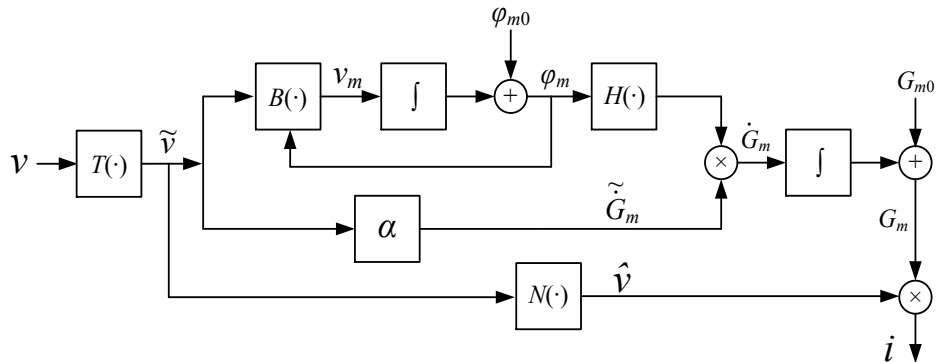 φm0
B(·)
vm
∫
+
φm
H(·)
Gm0
v
T(·)
ṽ
×
Ġm
∫
+
α
G̃̇m
Gm
N(·)
v̂
×
i